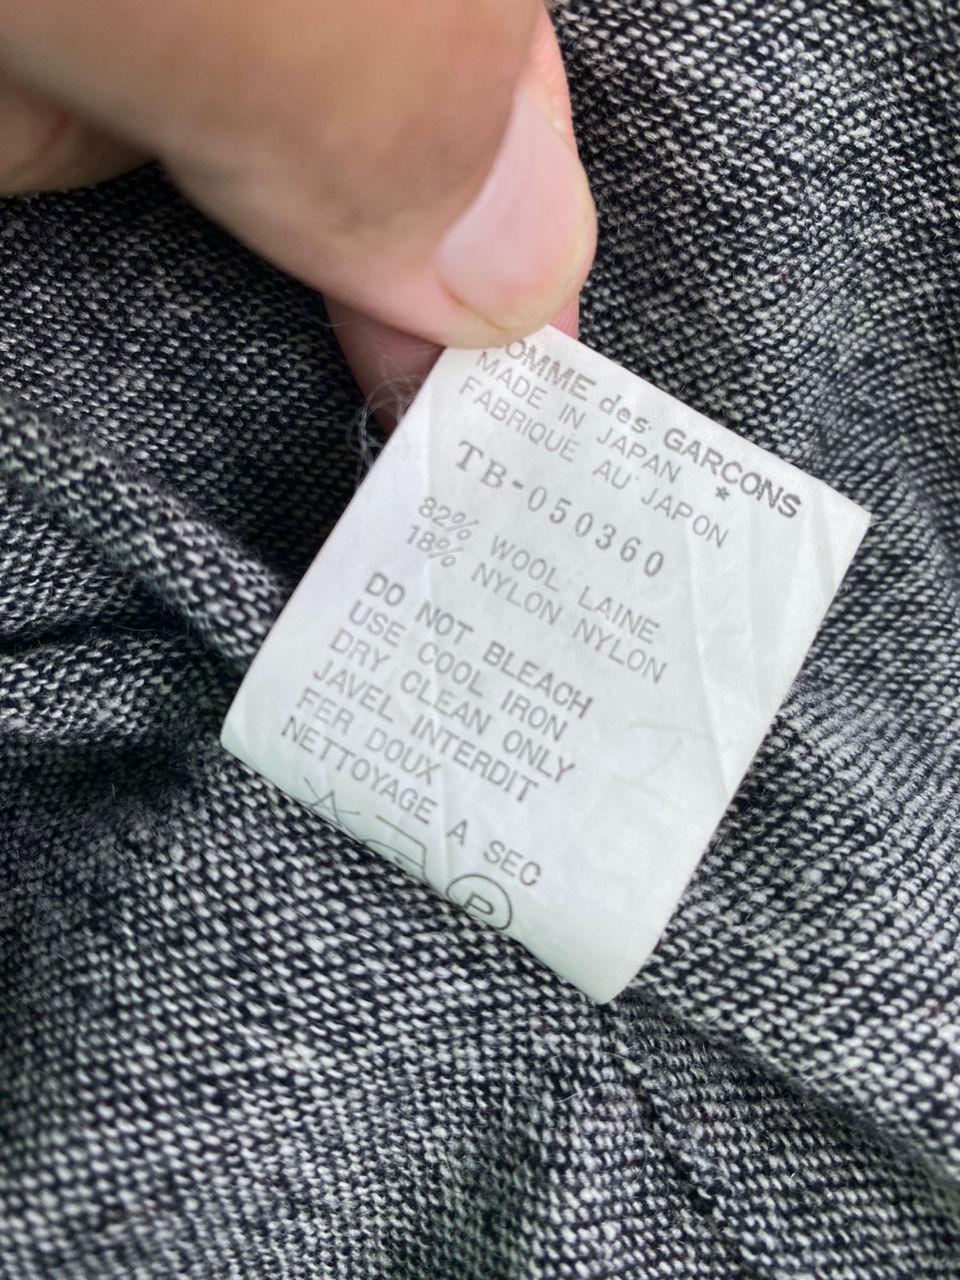 OMME des GARCONS
MADE IN JAPAN *
FABRIQUE AU JAPON
TB-050360
82% WOOL LAINE
18% NYLON NYLON
DO NOT BLEACH
USE COOL IRON
DRY CLEAN ONLY
JAVEL INTERDIT
FER DOUX
NETTOYAGE A SEC
P